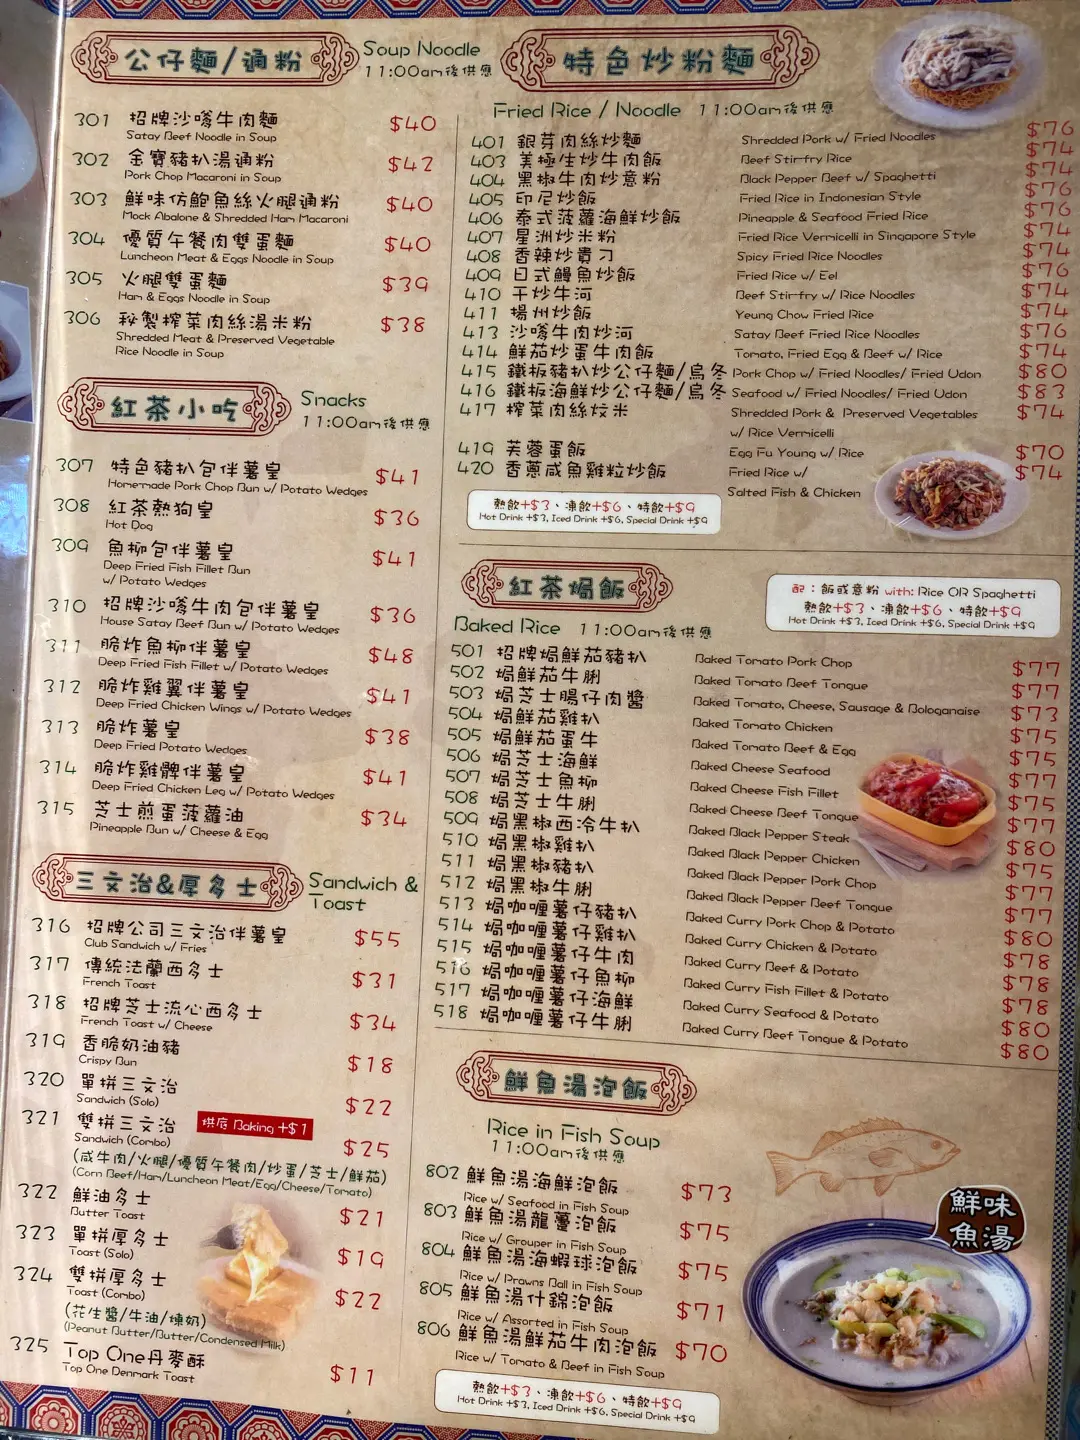 公仔麵/通粉
Soup Noodle
11:00am後供應
301 招牌沙嗲牛肉麵 $40
Satay Beef Noodle in Soup
302 金寶豬扒湯通粉 $42
Pork Chop Macaroni in Soup
303 鮮味仿鮑魚絲火腿通粉 $40
Mock Abalone & Shredded Ham Macaroni
304 優質午餐肉雙蛋麵 $40
Luncheon Meat & Eggs Noodle in Soup
305 火腿雙蛋麵 $39
Ham & Eggs Noodle in Soup
306 秘製榨菜肉絲湯米粉 $38
Shredded Meat & Preserved Vegetable
Rice Noodle in Soup
紅茶小吃
Snacks
11:00am後供應
307 特色豬扒包伴薯皇 $41
Homemade Pork Chop Bun w/ Potato Wedges
308 紅茶熱狗皇 $36
Hot Dog
309 魚柳包伴薯皇 $41
Deep Fried Fish Fillet Bun
w/ Potato Wedges
310 招牌沙嗲牛肉包伴薯皇 $36
House Satay Beef Bun w/ Potato Wedges
311 脆炸魚柳伴薯皇 $48
Deep Fried Fish Fillet w/ Potato Wedges
312 脆炸雞翼伴薯皇 $41
Deep Fried Chicken Wings w/ Potato Wedges
313 脆炸薯皇 $38
Deep Fried Potato Wedges
314 脆炸雞髀伴薯皇 $41
Deep Fried Chicken Leg w/ Potato Wedges
315 芝士煎蛋菠蘿油 $34
Pineapple Bun w/ Cheese & Egg
三文治&厚多士
Sandwich &
Toast
316 招牌公司三文治伴薯皇 $55
Club Sandwich w/ Fries
317 傳統法蘭西多士 $31
French Toast
318 招牌芝士流心西多士 $34
French Toast w/ Cheese
319 香脆奶油豬 $18
Crispy Bun
320 單拼三文治 $22
Sandwich (Solo)
321 雙拼三文治 烘底 Baking +$1 $25
Sandwich (Combo)
(咸牛肉/火腿/優質午餐肉/炒蛋/芝士/鮮茄)
(Corn Beef/Ham/Luncheon Meat/Egg/Cheese/Tomato)
322 鮮油多士 $21
Butter Toast
323 單拼厚多士 $19
Toast (Solo)
324 雙拼厚多士 $22
Toast (Combo)
(花生醬/牛油/煉奶)
(Peanut Butter/Butter/Condensed Milk)
325 Top One丹麥酥 $11
Top One Denmark Toast
特色炒粉麵
Fried Rice / Noodle 11:00am後供應
401 銀芽肉絲炒麵 Shredded Pork w/ Fried Noodles $76
403 美極生炒牛肉飯 Beef Stir-fry Rice $74
404 黑椒牛肉炒意粉 Black Pepper Beef w/ Spaghetti $74
405 印尼炒飯 Fried Rice in Indonesian Style $76
406 泰式菠蘿海鮮炒飯 Pineapple & Seafood Fried Rice $76
407 星洲炒米粉 Fried Rice Vermicelli in Singapore Style $74
408 香辣炒貴刁 Spicy Fried Rice Noodles $74
409 日式鰻魚炒飯 Fried Rice w/ Eel $76
410 干炒牛河 Beef Stir-fry w/ Rice Noodles $74
411 揚州炒飯 Yeung Chow Fried Rice $74
413 沙嗲牛肉炒河 Satay Beef Fried Rice Noodles $76
414 鮮茄炒蛋牛肉飯 Tomato, Fried Egg & Beef w/ Rice $74
415 鐵板豬扒炒公仔麵/烏冬 Pork Chop w/ Fried Noodles/ Fried Udon $80
416 鐵板海鮮炒公仔麵/烏冬 Seafood w/ Fried Noodles/ Fried Udon $83
417 榨菜肉絲炆米 Shredded Pork & Preserved Vegetables $74
w/ Rice Vermicelli
419 芙蓉蛋飯 Egg Fu Young w/ Rice $70
420 香蔥咸魚雞粒炒飯 Fried Rice w/ $74
Salted Fish & Chicken
熱飲+$3、凍飲+$6、特飲+$9
Hot Drink +$3, Iced Drink +$6, Special Drink +$9
紅茶焗飯
Baked Rice 11:00am後供應
配：飯或意粉 with: Rice OR Spaghetti
熱飲+$3、凍飲+$6、特飲+$9
Hot Drink +$3, Iced Drink +$6, Special Drink +$9
501 招牌焗鮮茄豬扒 Baked Tomato Pork Chop $77
502 焗鮮茄牛脷 Baked Tomato Beef Tongue $77
503 焗芝士腸仔肉醬 Baked Tomato, Cheese, Sausage & Bologanaise $73
504 焗鮮茄雞扒 Baked Tomato Chicken $75
505 焗鮮茄蛋牛 Baked Tomato Beef & Egg $75
506 焗芝士海鮮 Baked Cheese Seafood $77
507 焗芝士魚柳 Baked Cheese Fish Fillet $75
508 焗芝士牛脷 Baked Cheese Beef Tongue $77
509 焗黑椒西冷牛扒 Baked Black Pepper Steak $80
510 焗黑椒雞扒 Baked Black Pepper Chicken $75
511 焗黑椒豬扒 Baked Black Pepper Pork Chop $77
512 焗黑椒牛脷 Baked Black Pepper Beef Tongue $77
513 焗咖喱薯仔豬扒 Baked Curry Pork Chop & Potato $80
514 焗咖喱薯仔雞扒 Baked Curry Chicken & Potato $78
515 焗咖喱薯仔牛肉 Baked Curry Beef & Potato $78
516 焗咖喱薯仔魚柳 Baked Curry Fish Fillet & Potato $78
517 焗咖喱薯仔海鮮 Baked Curry Seafood & Potato $80
518 焗咖喱薯仔牛脷 Baked Curry Beef Tongue & Potato $80
鮮魚湯泡飯
Rice in Fish Soup
11:00am後供應
802 鮮魚湯海鮮泡飯 $73
Rice w/ Seafood in Fish Soup
803 鮮魚湯龍躉泡飯 $75
Rice w/ Grouper in Fish Soup
804 鮮魚湯海蝦球泡飯 $75
Rice w/ Prawns Ball in Fish Soup
805 鮮魚湯什錦泡飯 $71
Rice w/ Assorted in Fish Soup
806 鮮魚湯鮮茄牛肉泡飯 $70
Rice w/ Tomato & Beef in Fish Soup
熱飲+$3、凍飲+$6、特飲+$9
Hot Drink +$3, Iced Drink +$6, Special Drink +$9
鮮味
魚湯